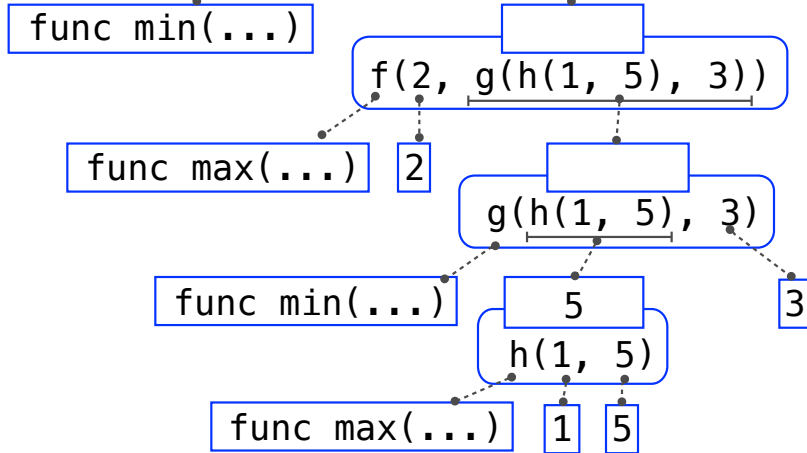 func min(...)
f(2, g(h(1, 5), 3))
func max(...)
2
g(h(1, 5), 3)
func min(...)
5
3
h(1, 5)
func max(...)
1
5